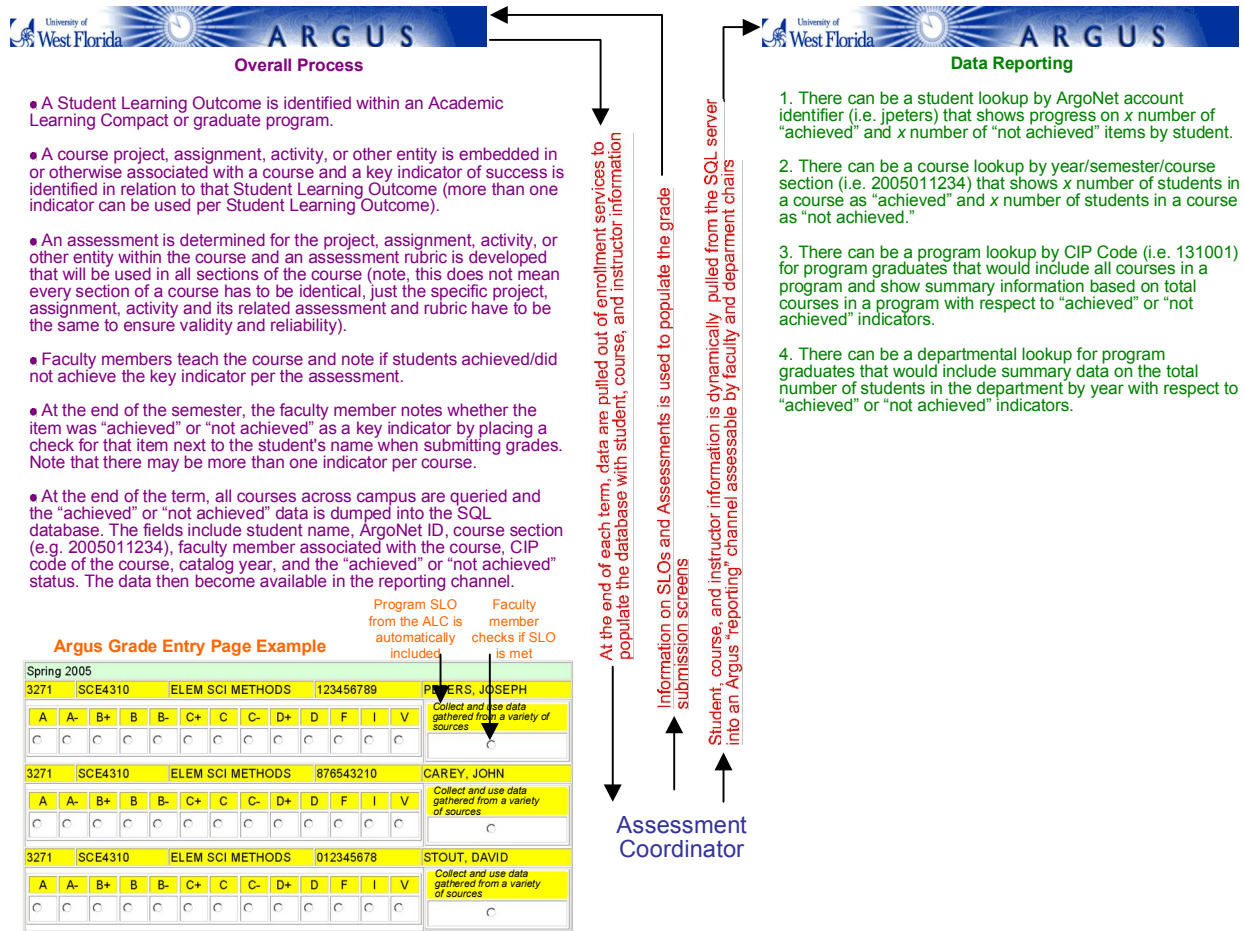 University of
West Florida
ARGUS
Overall Process
• A Student Learning Outcome is identified within an Academic
Learning Compact or graduate program.
• A course project, assignment, activity, or other entity is embedded in
or otherwise associated with a course and a key indicator of success is
identified in relation to that Student Learning Outcome (more than one
indicator can be used per Student Learning Outcome).
• An assessment is determined for the project, assignment, activity, or
other entity within the course and an assessment rubric is developed
that will be used in all sections of the course (note, this does not mean
every section of a course has to be identical, just the specific project,
assignment, activity and its related assessment and rubric have to be
the same to ensure validity and reliability).
• Faculty members teach the course and note if students achieved/did
not achieve the key indicator per the assessment.
• At the end of the semester, the faculty member notes whether the
item was “achieved” or “not achieved” as a key indicator by placing a
check for that item next to the student's name when submitting grades.
Note that there may be more than one indicator per course.
• At the end of the term, all courses across campus are queried and
the “achieved” or “not achieved” data is dumped into the SQL
database. The fields include student name, ArgoNet ID, course section
(e.g. 2005011234), faculty member associated with the course, CIP
code of the course, catalog year, and the “achieved” or “not achieved”
status. The data then become available in the reporting channel.
Program SLO
from the ALC is
automatically
included
Faculty
member
checks if SLO
is met
Argus Grade Entry Page Example
Spring 2005
3271 SCE4310 ELEM SCI METHODS 123456789 PETERS, JOSEPH
A A- B+ B B- C+ C C- D+ D F I V
Collect and use data
gathered from a variety of
sources
3271 SCE4310 ELEM SCI METHODS 876543210 CAREY, JOHN
A A- B+ B B- C+ C C- D+ D F I V
Collect and use data
gathered from a variety
of sources
3271 SCE4310 ELEM SCI METHODS 012345678 STOUT, DAVID
A A- B+ B B- C+ C C- D+ D F I V
Collect and use data
gathered from a variety
of sources
At the end of each term, data are pulled out of enrollment services to
populate the database with student, course, and instructor information
Information on SLOs and Assessments is used to populate the grade
submission screens
Student, course, and instructor information is dynamically pulled from the SQL server
into an Argus “reporting” channel assessable by faculty and department chairs
Assessment
Coordinator
University of
West Florida
ARGUS
Data Reporting
1. There can be a student lookup by ArgoNet account
identifier (i.e. jpeters) that shows progress on x number of
“achieved” and x number of “not achieved” items by student.
2. There can be a course lookup by year/semester/course
section (i.e. 2005011234) that shows x number of students in
a course as “achieved” and x number of students in a course
as “not achieved.”
3. There can be a program lookup by CIP Code (i.e. 131001)
for program graduates that would include all courses in a
program and show summary information based on total
courses in a program with respect to “achieved” or “not
achieved” indicators.
4. There can be a departmental lookup for program
graduates that would include summary data on the total
number of students in the department by year with respect to
“achieved” or “not achieved” indicators.